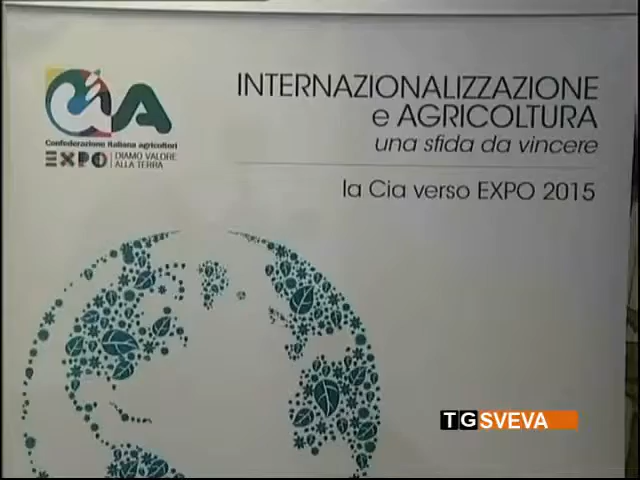 CIA
Confederazione italiana agricoltori
EXPO
DIAMO VALORE
ALLA TERRA
INTERNAZIONALIZZAZIONE
e AGRICOLTURA
una sfida da vincere
la Cia verso EXPO 2015
TGSVEVA